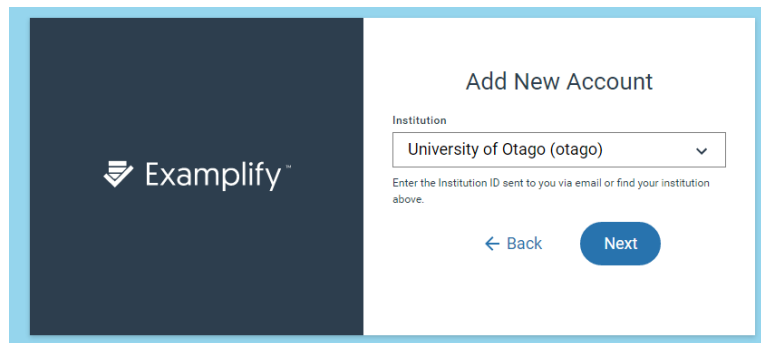 Add New Account
Institution
University of Otago (otago)
Examplify™
Enter the Institution ID sent to you via email or find your institution
above.
← Back
Next